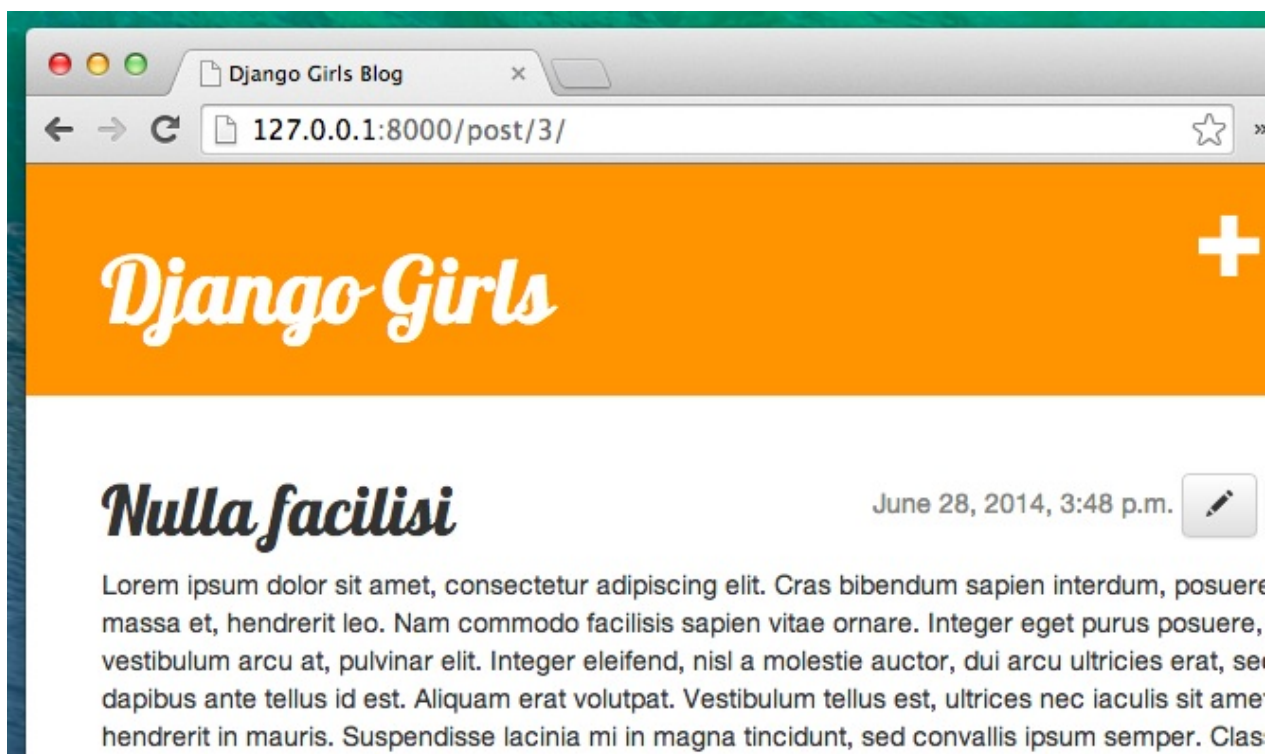 Django Girls Blog
127.0.0.1:8000/post/3/
Django Girls
Nulla facilisi
June 28, 2014, 3:48 p.m.
Lorem ipsum dolor sit amet, consectetur adipiscing elit. Cras bibendum sapien interdum, posuere
massa et, hendrerit leo. Nam commodo facilisis sapien vitae ornare. Integer eget purus posuere,
vestibulum arcu at, pulvinar elit. Integer eleifend, nisl a molestie auctor, dui arcu ultricies erat, sed
dapibus ante tellus id est. Aliquam erat volutpat. Vestibulum tellus est, ultrices nec iaculis sit amet
hendrerit in mauris. Suspendisse lacinia mi in magna tincidunt, sed convallis ipsum semper. Class